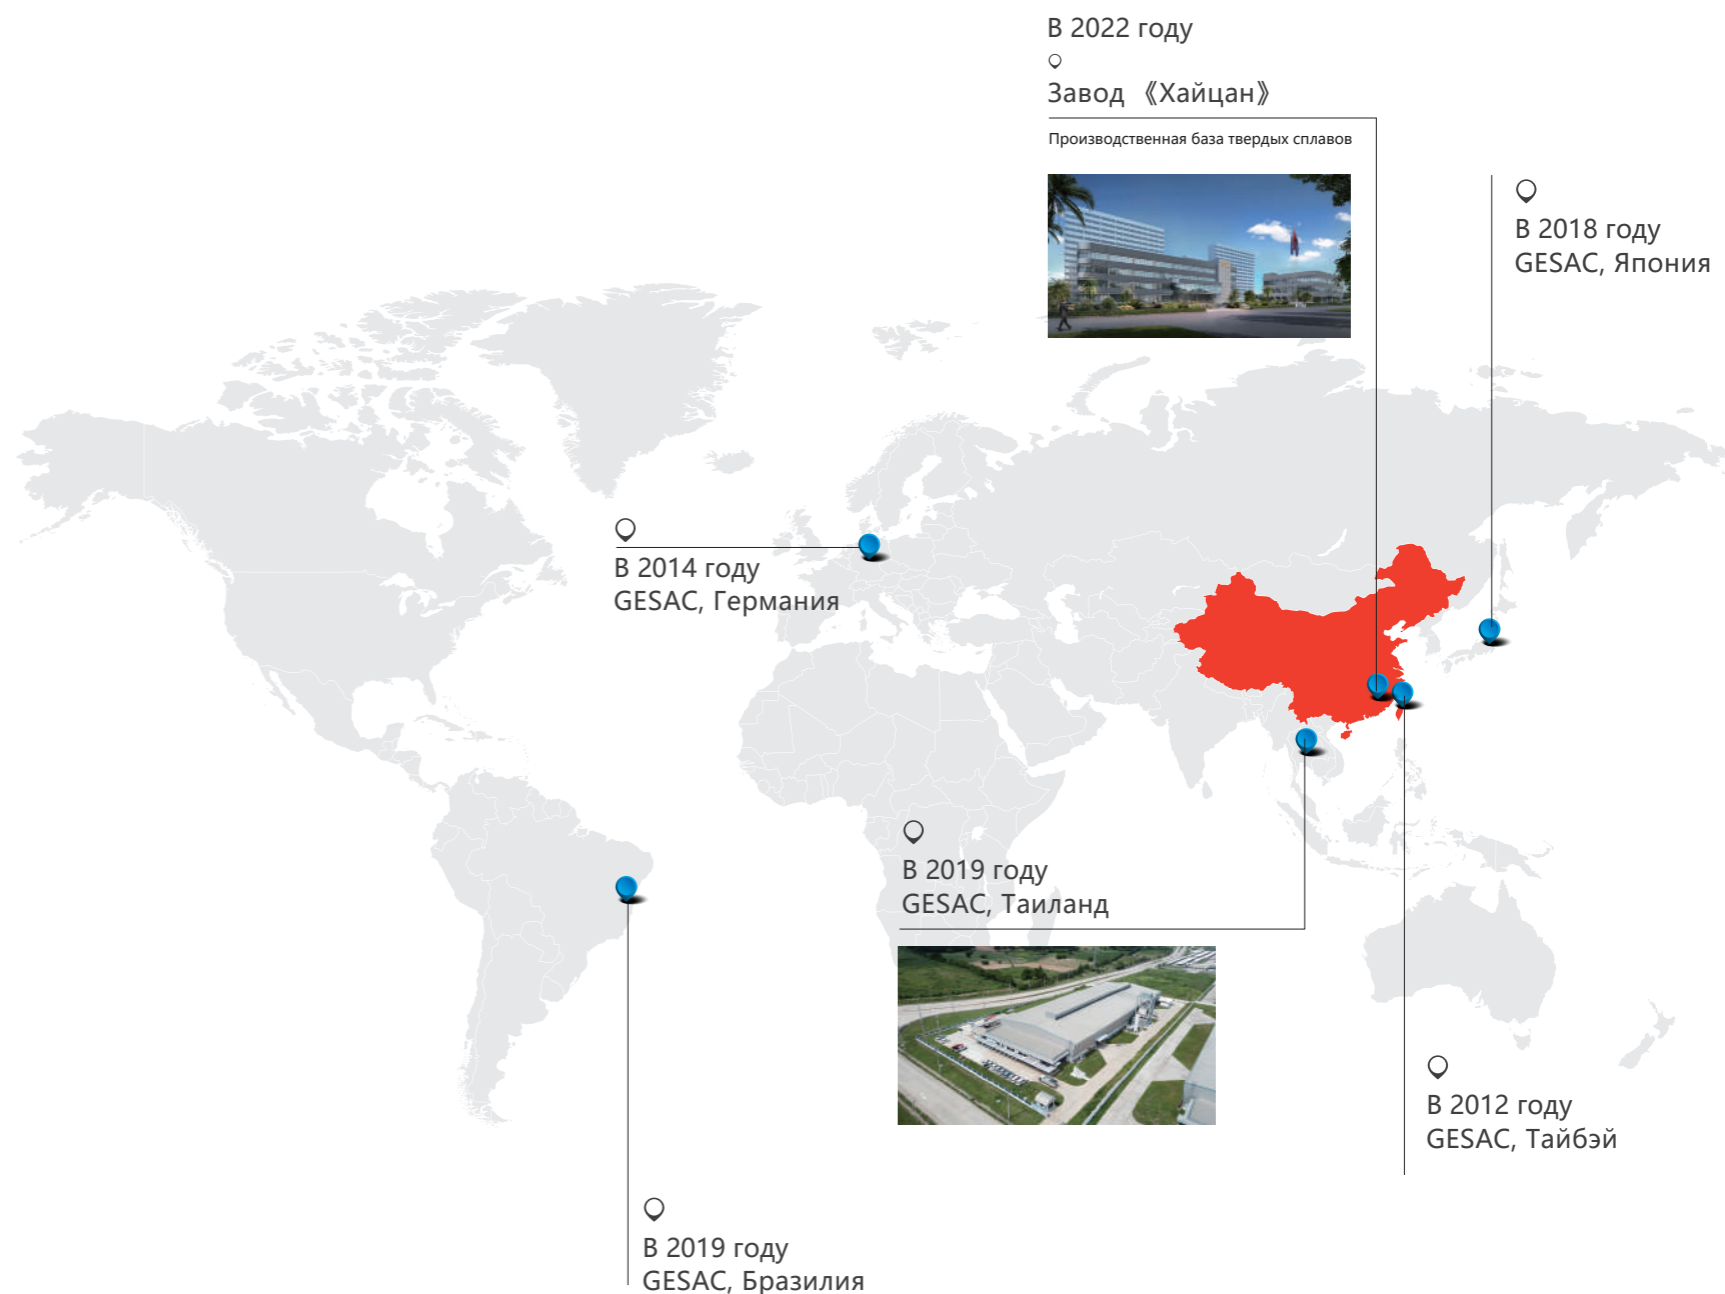 В 2022 году
Завод 《Хайцан》
Производственная база твердых сплавов
В 2018 году
GESAC, Япония
В 2014 году
GESAC, Германия
В 2019 году
GESAC, Таиланд
В 2012 году
GESAC, Тайбэй
В 2019 году
GESAC, Бразилия